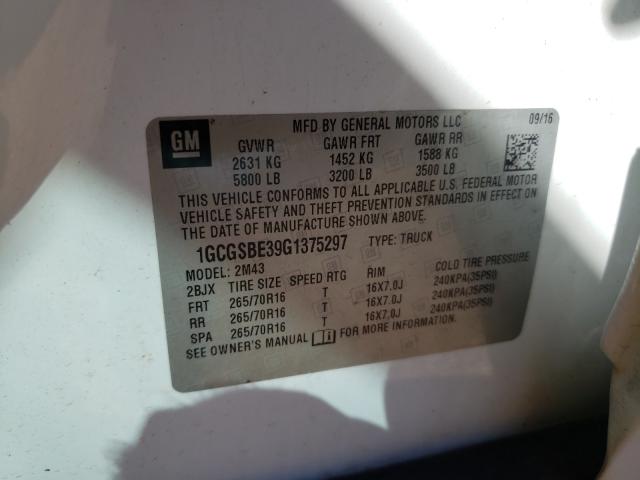 GM
MFD BY GENERAL MOTORS LLC 09/16
GVWR GAWR FRT GAWR RR
2631 KG 1452 KG 1588 KG
5800 LB 3200 LB 3500 LB
THIS VEHICLE CONFORMS TO ALL APPLICABLE U.S. FEDERAL MOTOR
VEHICLE SAFETY AND THEFT PREVENTION STANDARDS IN EFFECT ON
THE DATE OF MANUFACTURE SHOWN ABOVE.
1GCGSBE39G1375297 TYPE: TRUCK
MODEL: 2M43
2BJX TIRE SIZE SPEED RTG RIM COLD TIRE PRESSURE
FRT 265/70R16 T 16X7.0J 240KPA(35PSI)
RR 265/70R16 T 16X7.0J 240KPA(35PSI)
SPA 265/70R16 T 16X7.0J 240KPA(35PSI)
SEE OWNER'S MANUAL FOR MORE INFORMATION.